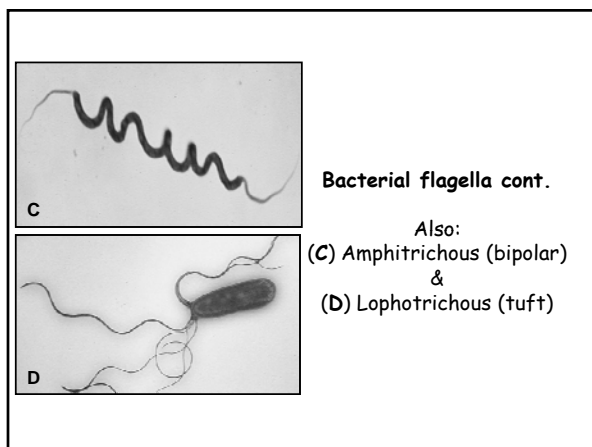 C
D
Bacterial flagella cont.
Also:
(C) Amphitrichous (bipolar)
&
(D) Lophotrichous (tuft)